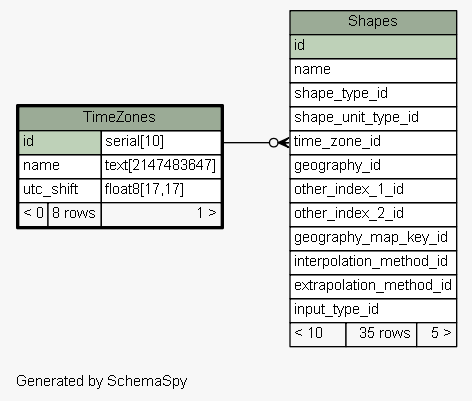 TimeZones
id serial[10]
name text[2147483647]
utc_shift float8[17,17]
< 0 8 rows 1 >
Shapes
id
name
shape_type_id
shape_unit_type_id
time_zone_id
geography_id
other_index_1_id
other_index_2_id
geography_map_key_id
interpolation_method_id
extrapolation_method_id
input_type_id
< 10 35 rows 5 >
Generated by SchemaSpy